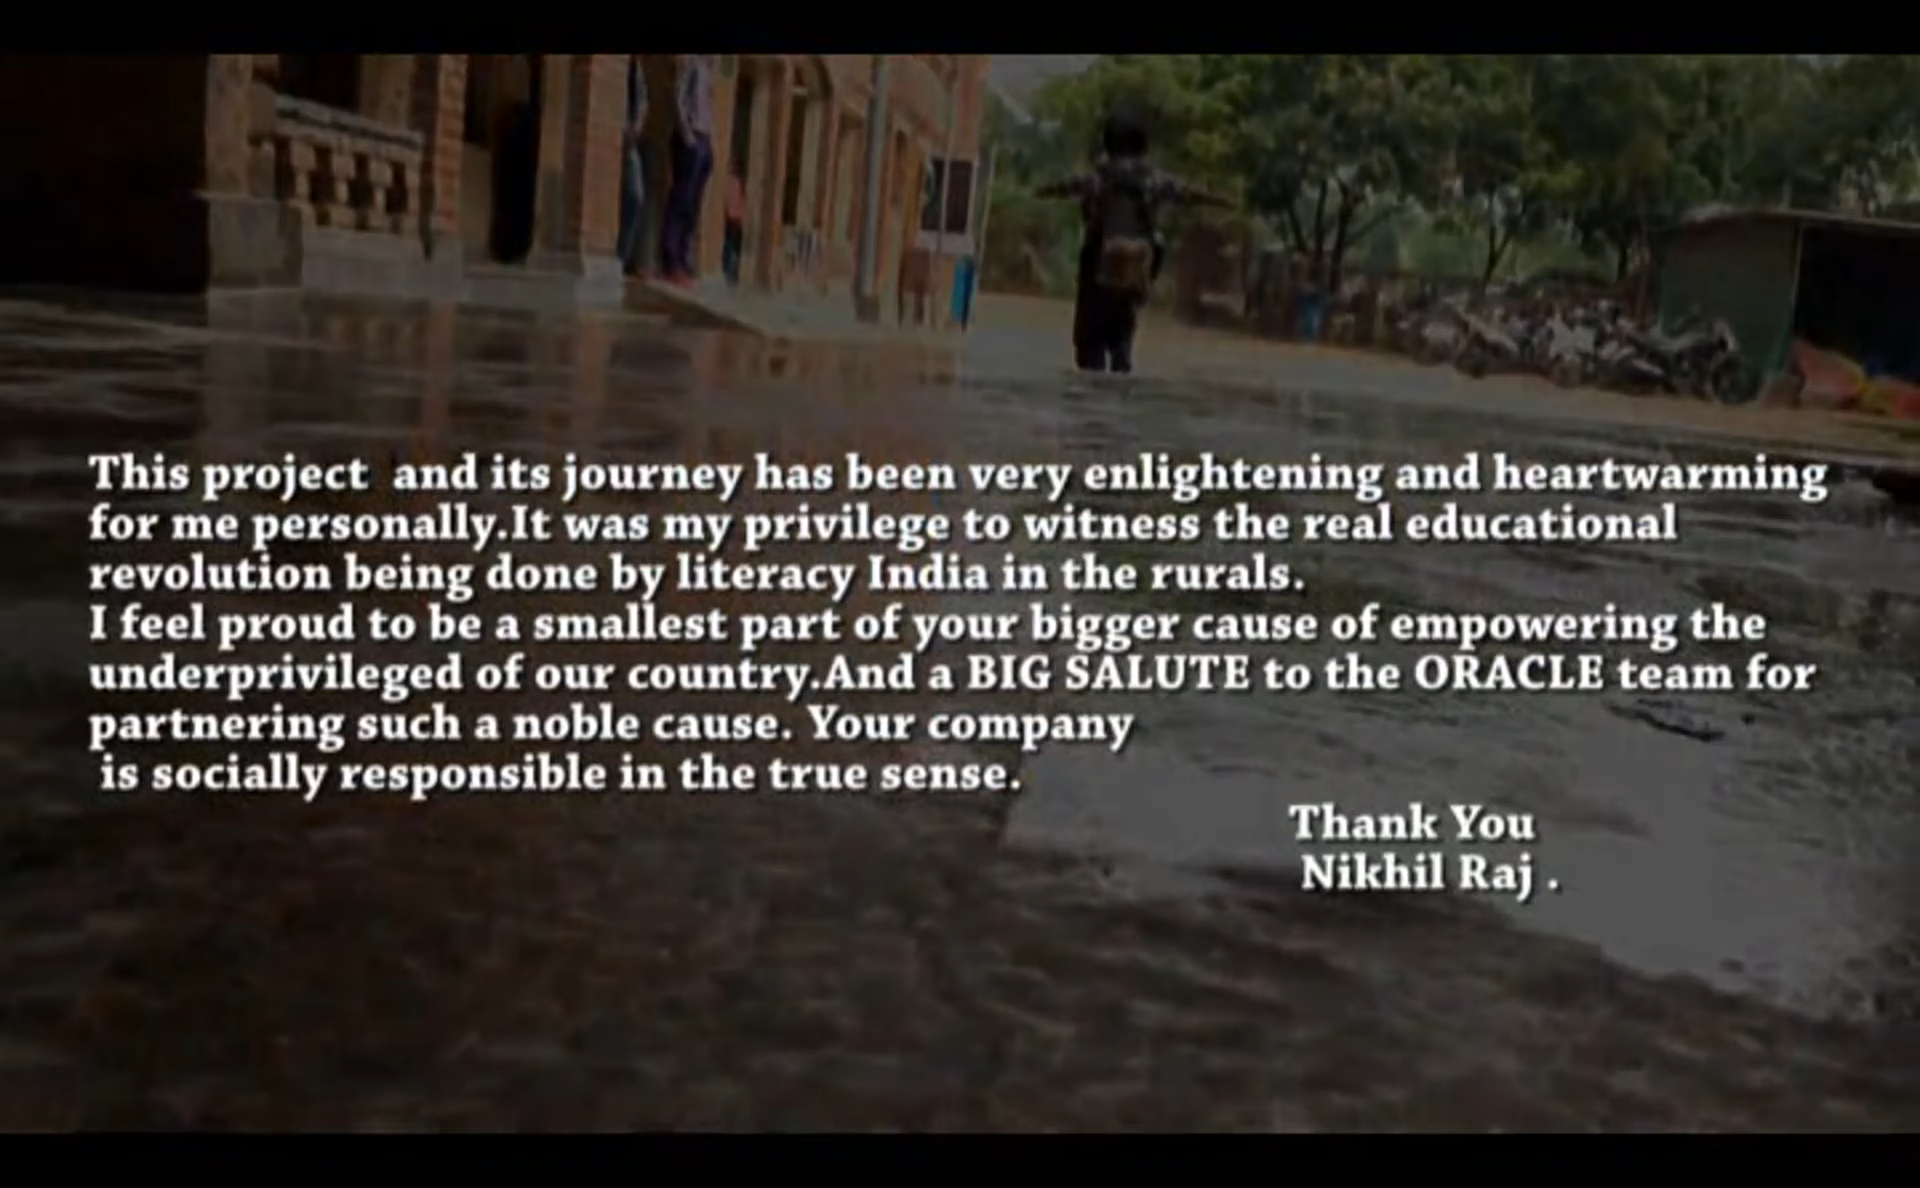 This project  and its journey has been very enlightening and heartwarming
for me personally.It was my privilege to witness the real educational
revolution being done by literacy India in the rurals.
I feel proud to be a smallest part of your bigger cause of empowering the
underprivileged of our country.And a BIG SALUTE to the ORACLE team for
partnering such a noble cause. Your company
is socially responsible in the true sense.
Thank You
Nikhil Raj .